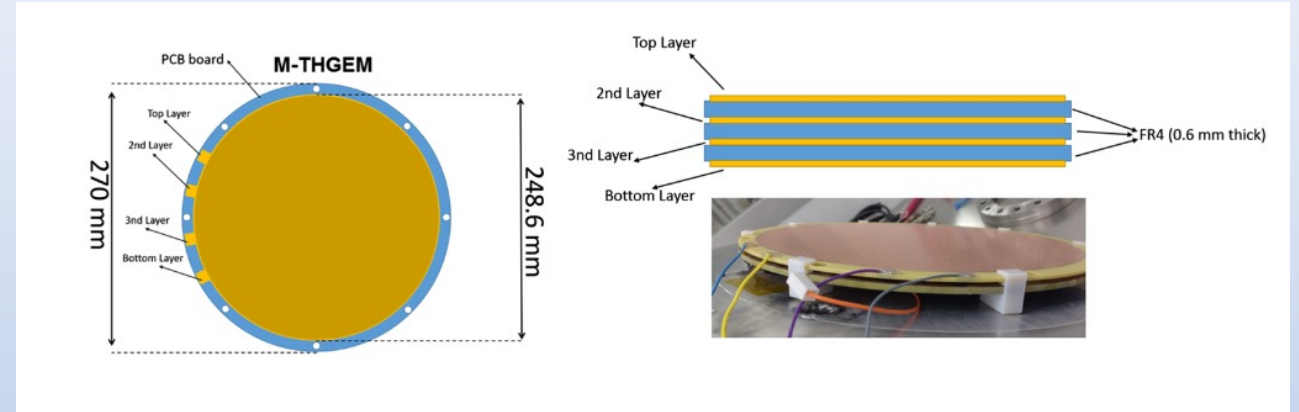 M-THGEM
PCB board
Top Layer
2nd Layer
3nd Layer
Bottom Layer
270 mm
248.6 mm
Top Layer
2nd Layer
3nd Layer
Bottom Layer
FR4 (0.6 mm thick)